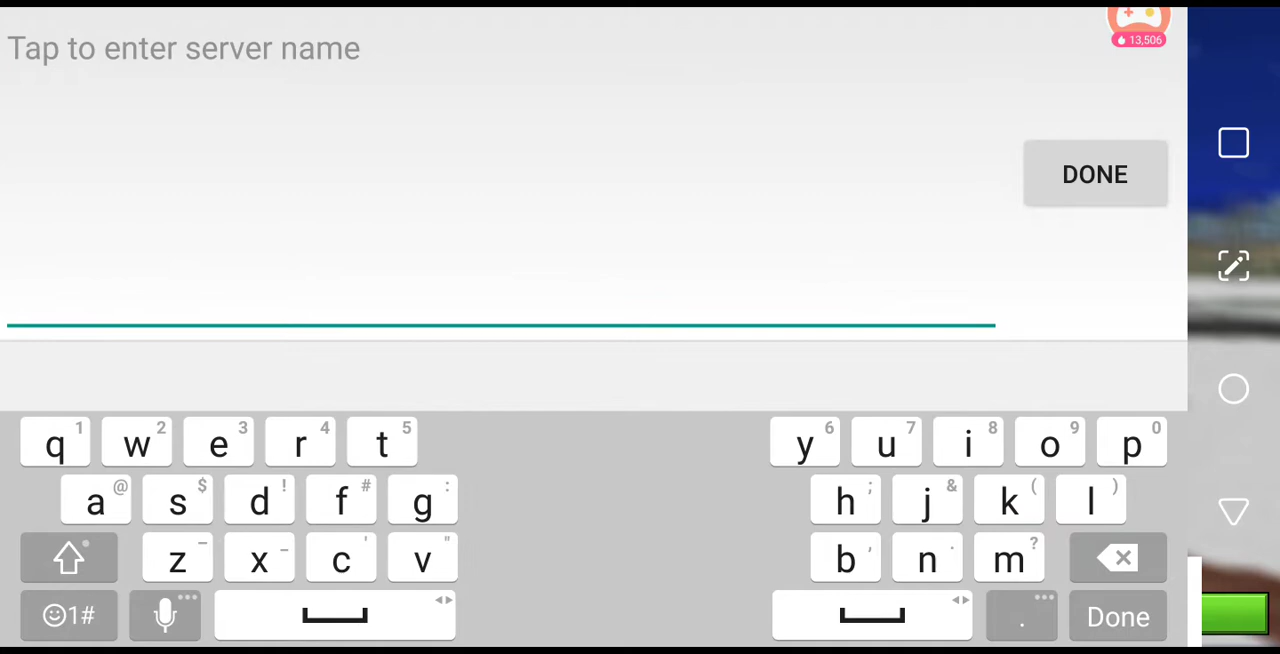 Tap to enter server name
13,506
DONE
q 1 w 2 e 3 r 4 t 5 y 6 u 7 i 8 o 9 p 0
a @ s $ d ! f # g : h ; j & k ( l )
z – x _ c ' v " b , n . m ?
1# . Done